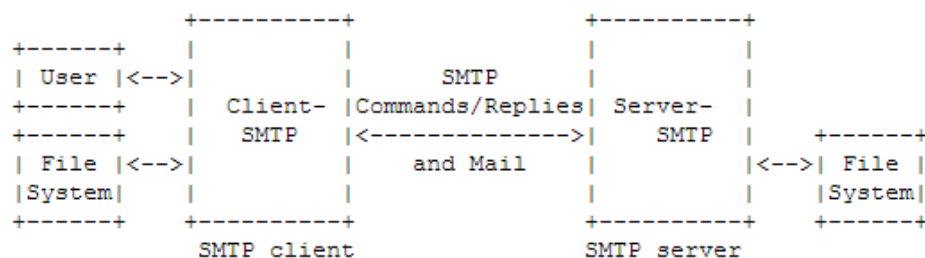 User
SMTP
Client-
Commands/Replies
Server-
SMTP
SMTP
File
and Mail
File
System
System
SMTP client
SMTP server